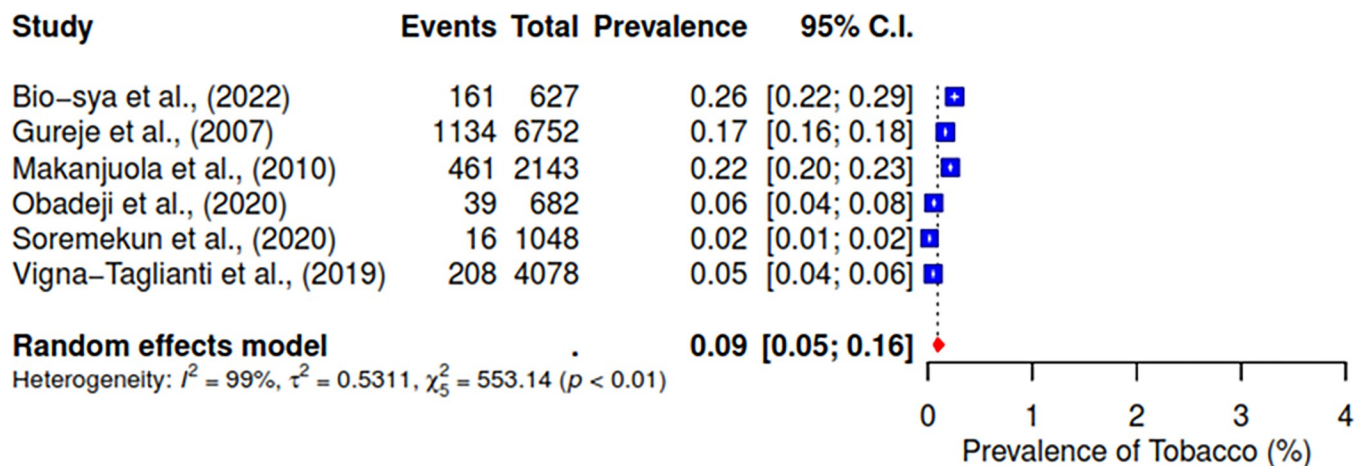 Study Events Total Prevalence 95% C.I.
Bio−sya et al., (2022) 161 627 0.26 [0.22; 0.29]
Gureje et al., (2007) 1134 6752 0.17 [0.16; 0.18]
Makanjuola et al., (2010) 461 2143 0.22 [0.20; 0.23]
Obadeji et al., (2020) 39 682 0.06 [0.04; 0.08]
Soremekun et al., (2020) 16 1048 0.02 [0.01; 0.02]
Vigna−Taglianti et al., (2019) 208 4078 0.05 [0.04; 0.06]
Random effects model . 0.09 [0.05; 0.16]
Heterogeneity: I² = 99%, τ² = 0.5311, χ²₅ = 553.14 (p < 0.01)
0 1 2 3 4
Prevalence of Tobacco (%)